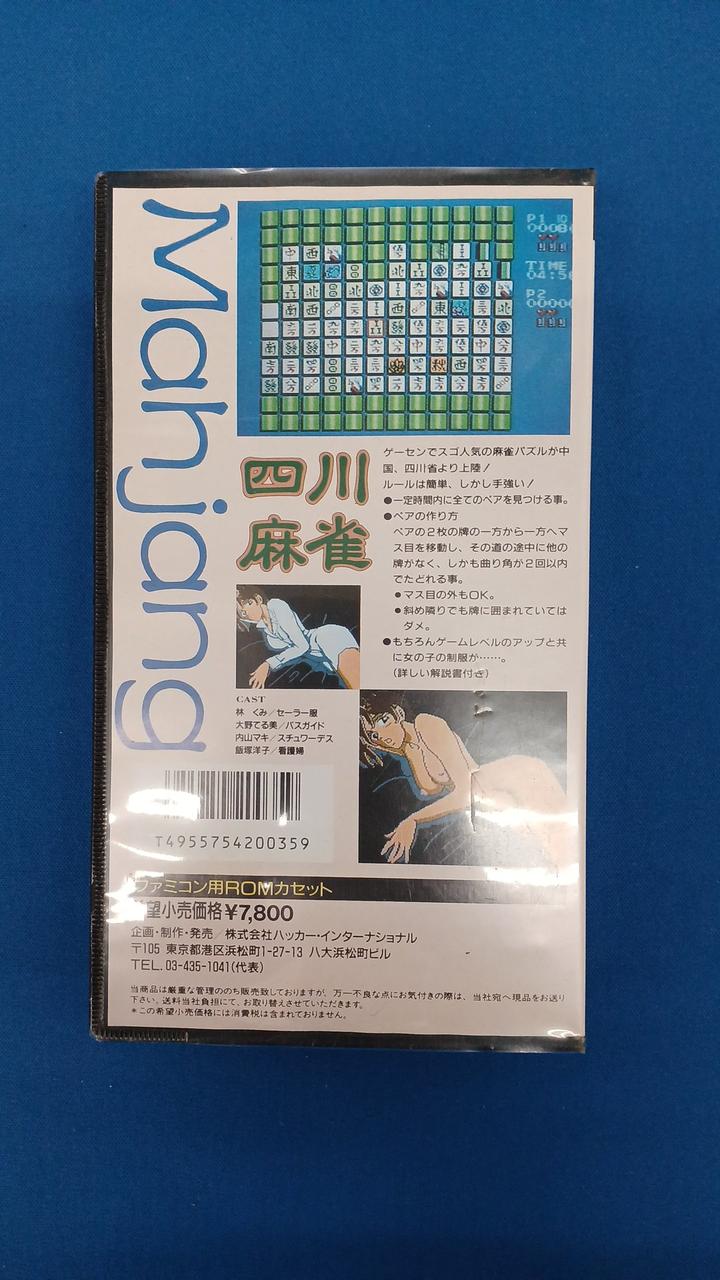 Mahjang
P1
TIME
P2
四川
麻雀
ゲーセンでスゴ人気の麻雀パズルが中
国、四川省より上陸!
ルールは簡単、しかし手強い!
●一定時間内に全てのペアを見つける事。
●ペアの作り方
ペアの2枚の牌の一方から一方へマ
ス目を移動し、その道の途中に他の
牌がなく、しかも曲り角が2回以内
でたどれる事。
●マス目の外もOK。
●斜め隣りでも牌に囲まれていては
ダメ。
●もちろんゲームレベルのアップと共
に女の子の制服が……。
(詳しい解説書付き)
CAST
林 くみ/セーラー服
大野てる美/バスガイド
内山マキ/スチュワーデス
飯塚洋子/看護婦
T4955754200359
ファミコン用ROMカセット
望小売価格¥7,800
企画・制作・発売/株式会社ハッカー・インターナショナル
〒105 東京都港区浜松町1-27-13 八大浜松町ビル
TEL.03-435-1041(代表)
当商品は厳重な管理ののち販売致しておりますが、万一不良な点にお気付きの際は、当社宛へ現品をお送り
下さい。送料当社負担にて、お取り替えさせていただきます。
*この希望小売価格には消費税は含まれておりません。